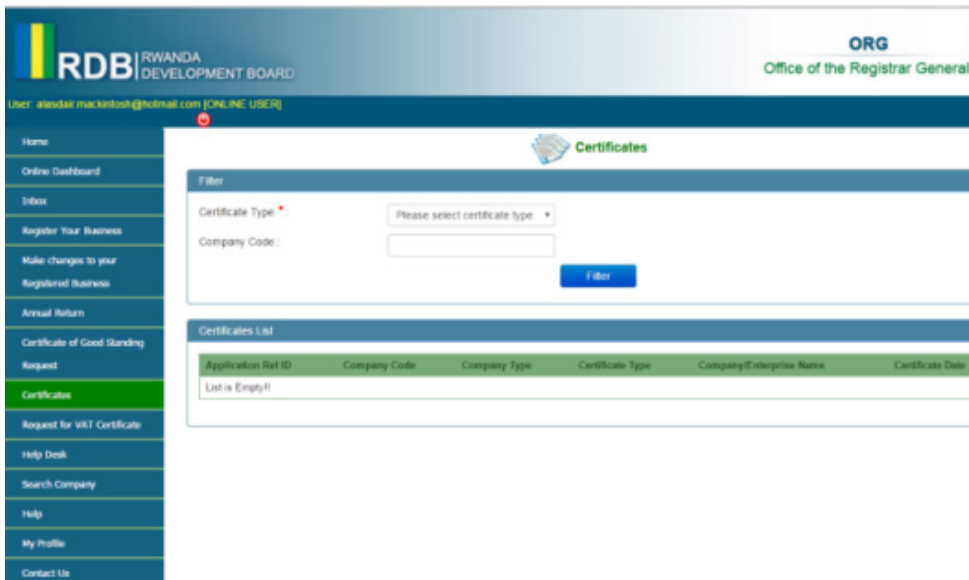 RDB RWANDA
DEVELOPMENT BOARD
ORG
Office of the Registrar General
User: alasdair.mackintosh@hotmail.com [ONLINE USER]
Home
Online Dashboard
Inbox
Register Your Business
Make changes to your
Registered Business
Annual Return
Certificate of Good Standing
Request
Certificates
Request for VAT Certificate
Help Desk
Search Company
Help
My Profile
Contact Us
Certificates
Filter
Certificate Type * :
Please select certificate type
Company Code :
Filter
Certificates List
Application Ref ID Company Code Company Type Certificate Type Company/Enterprise Name Certificate Date
List is Empty!!